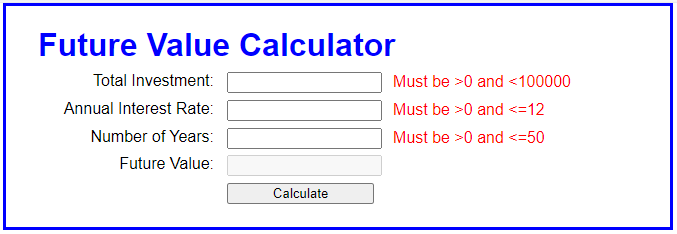 Future Value Calculator
Total Investment: Must be >0 and <100000
Annual Interest Rate: Must be >0 and <=12
Number of Years: Must be >0 and <=50
Future Value:
Calculate